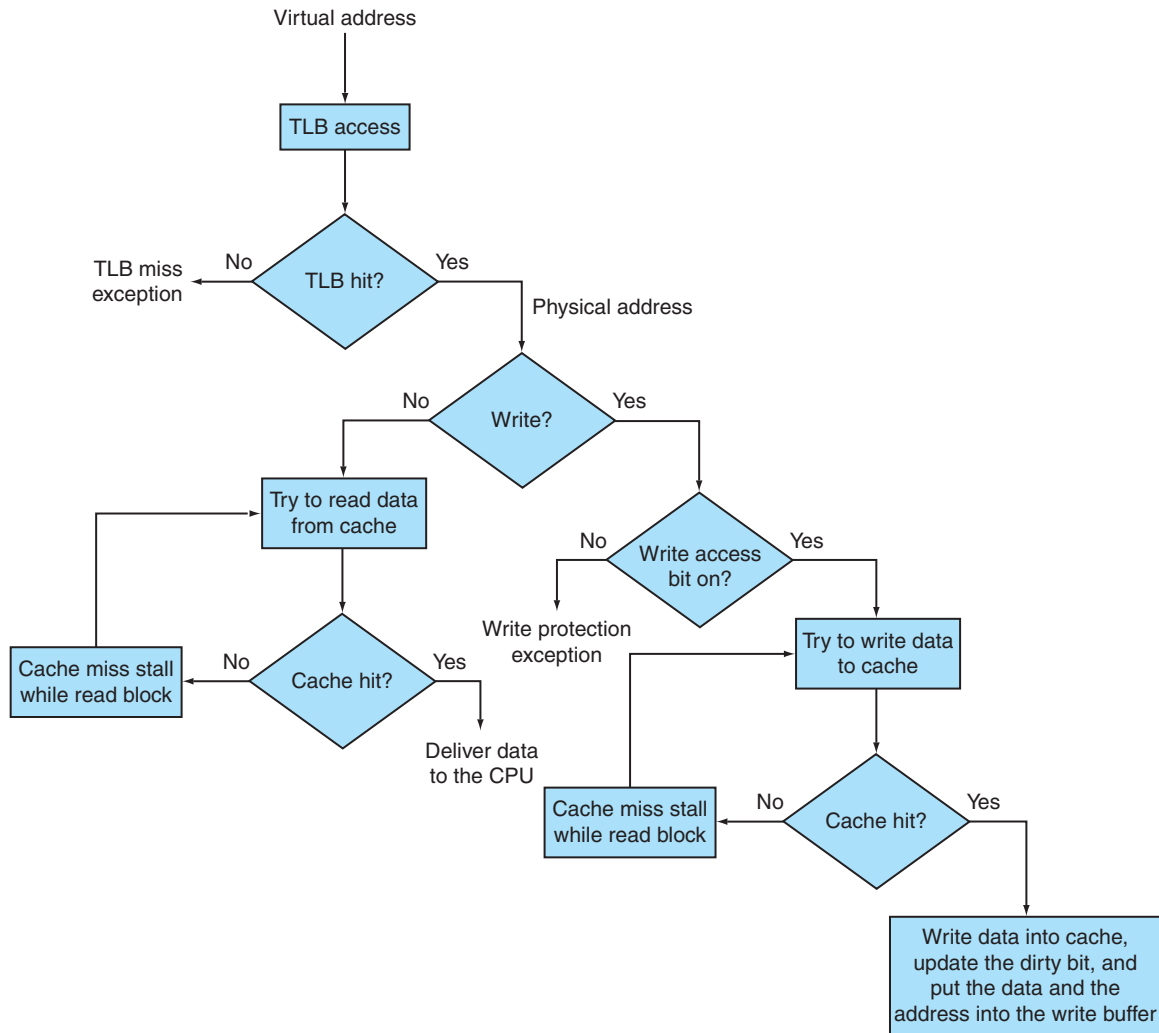 Virtual address
TLB access
TLB hit?
No
Yes
TLB miss
exception
Physical address
Write?
No
Yes
Try to read data
from cache
Write access
bit on?
No
Yes
Write protection
exception
Try to write data
to cache
Cache miss stall
while read block
No
Cache hit?
Yes
Deliver data
to the CPU
Cache miss stall
while read block
No
Cache hit?
Yes
Write data into cache,
update the dirty bit, and
put the data and the
address into the write buffer